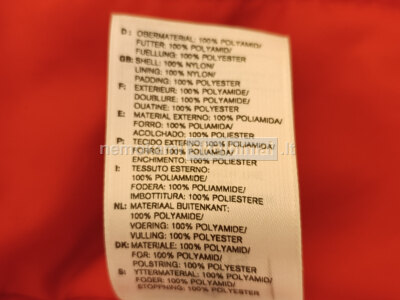 D: OBERMATERIAL: 100% POLYAMID/
FUTTER: 100% POLYAMID/
FUELLUNG: 100% POLYESTER
GB: SHELL: 100% NYLON/
LINING: 100% NYLON/
PADDING: 100% POLYESTER
F: EXTERIEUR: 100% POLYAMIDE/
DOUBLURE: 100% POLYAMIDE/
OUATINE: 100% POLYESTER
E: MATERIAL EXTERNO: 100% POLIAMIDA/
FORRO: 100% POLIAMIDA/
ACOLCHADO: 100% POLIESTER
P: TECIDO EXTERNO: 100% POLIAMIDA/
FORRO: 100% POLIAMIDA/
ENCHIMENTO: 100% POLIESTER
I: TESSUTO ESTERNO:
100% POLIAMMIDE/
FODERA: 100% POLIAMMIDE/
IMBOTTITURA: 100% POLIESTERE
NL: MATERIAAL BUITENKANT:
100% POLYAMIDE/
VOERING: 100% POLYAMIDE/
VULLING: 100% POLYESTER
DK: MATERIALE: 100% POLYAMID/
FOR: 100% POLYAMID/
POLSTRING: 100% POLYESTER
S: YTTERMATERIAL: 100% POLYAMID/
FODER: 100% POLYAMID/
STOPPNING: 100% POLYESTER